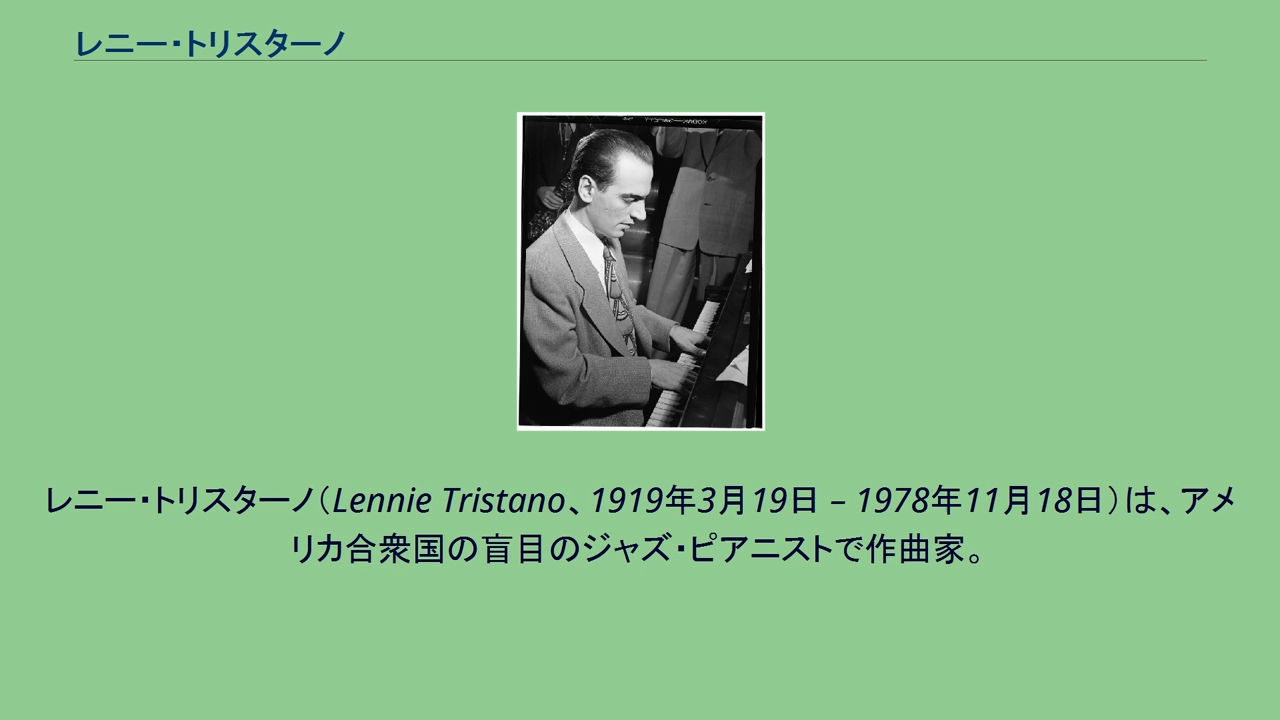 レニー・トリスターノ
レニー・トリスターノ（Lennie Tristano、1919年3月19日 – 1978年11月18日）は、アメ
リカ合衆国の盲目のジャズ・ピアニストで作曲家。